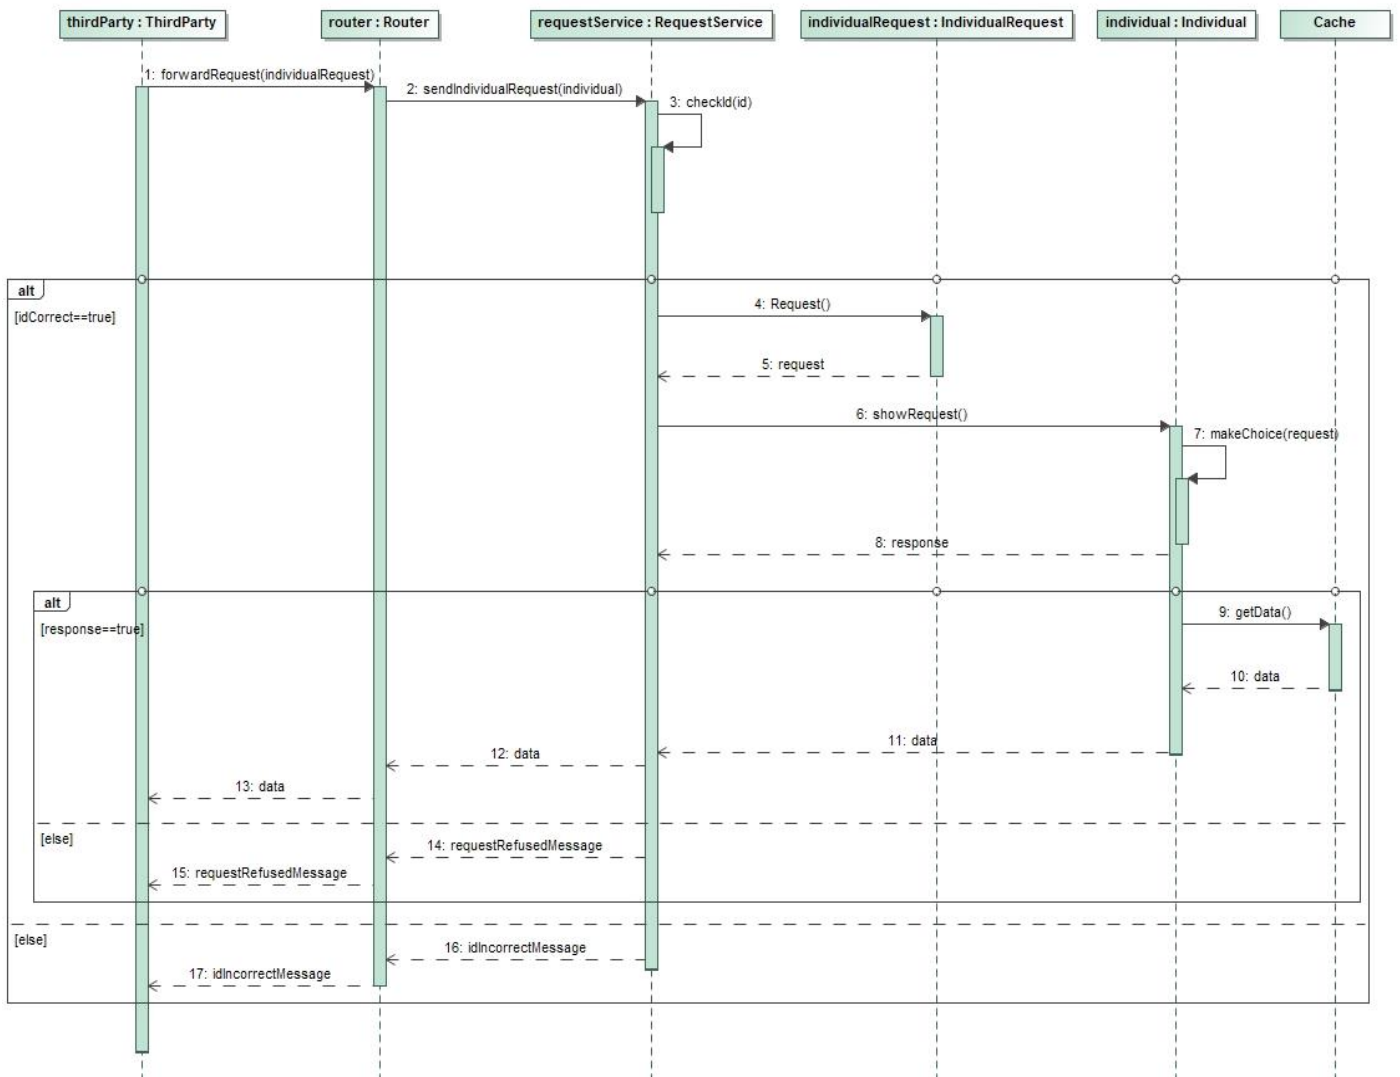 thirdParty : ThirdParty
router : Router
requestService : RequestService
individualRequest : IndividualRequest
individual : Individual
Cache
1: forwardRequest(individualRequest)
2: sendIndividualRequest(individual)
3: checkId(id)
alt
[idCorrect==true]
4: Request()
5: request
6: showRequest()
7: makeChoice(request)
8: response
alt
[response==true]
9: getData()
10: data
11: data
12: data
13: data
[else]
14: requestRefusedMessage
15: requestRefusedMessage
[else]
16: idIncorrectMessage
17: idIncorrectMessage